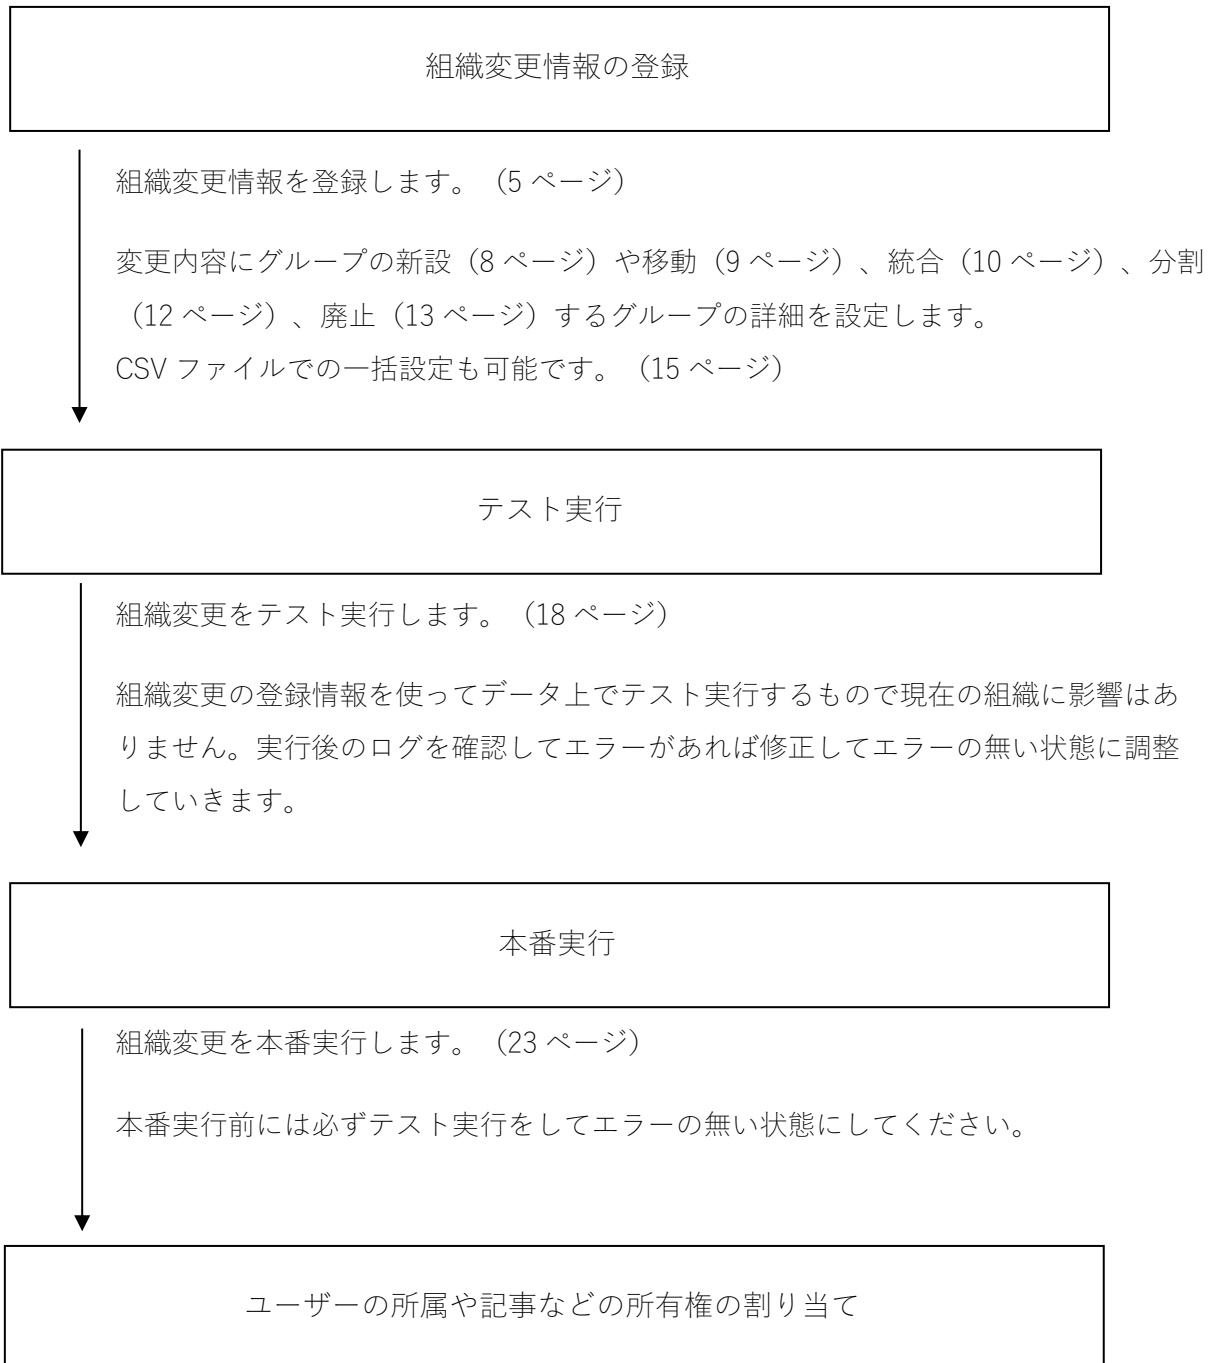 組織変更情報の登録
組織変更情報を登録します。（5 ページ）
変更内容にグループの新設（8 ページ）や移動（9 ページ）、統合（10 ページ）、分割
（12 ページ）、廃止（13 ページ）するグループの詳細を設定します。
CSV ファイルでの一括設定も可能です。（15 ページ）
テスト実行
組織変更をテスト実行します。（18 ページ）
組織変更の登録情報を使ってデータ上でテスト実行するもので現在の組織に影響はあ
りません。実行後のログを確認してエラーがあれば修正してエラーの無い状態に調整
していきます。
本番実行
組織変更を本番実行します。（23 ページ）
本番実行前には必ずテスト実行をしてエラーの無い状態にしてください。
ユーザーの所属や記事などの所有権の割り当て